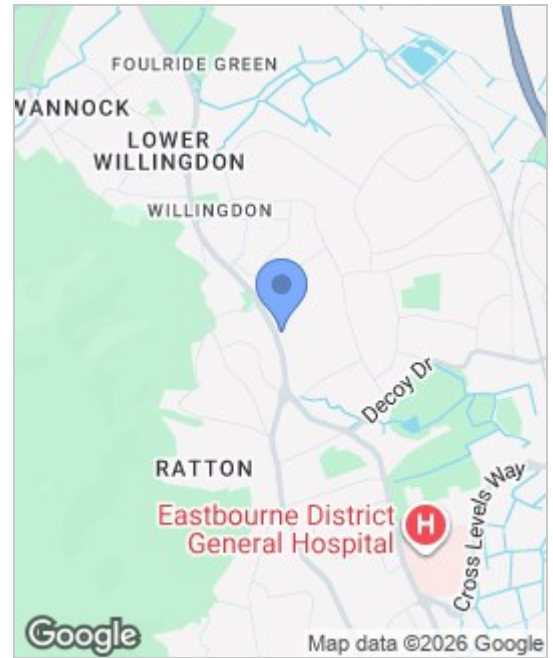 FOULRIDE GREEN
WANNOCK
LOWER
WILLINGDON
WILLINGDON
Decoy Dr
RATTON
Eastbourne District
General Hospital
H
Cross Levels Way
Google
Map data ©2026 Google